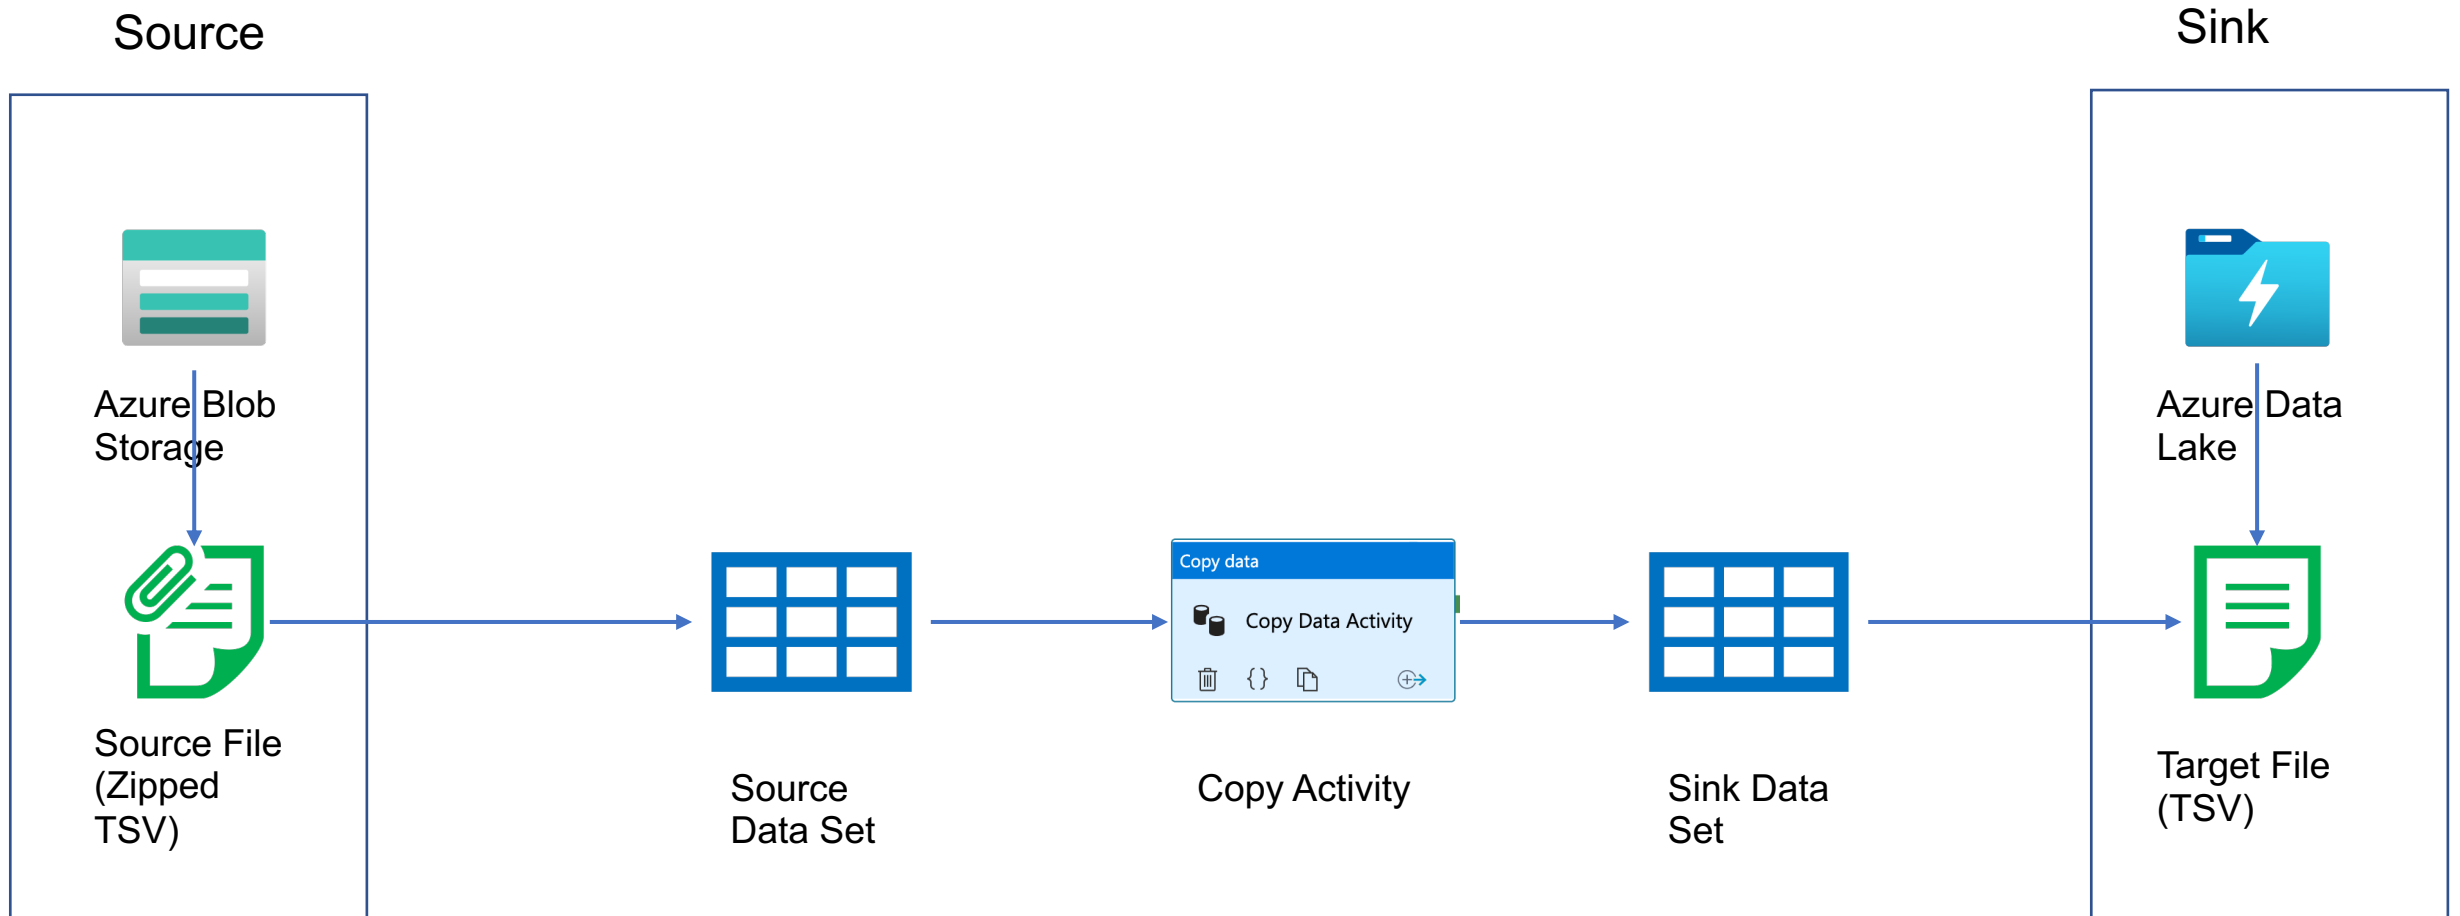 Source
Sink
Azure Blob
Storage
Azure Data
Lake
Copy data
Copy Data Activity
{}
Source File
(Zipped
TSV)
Source
Data Set
Copy Activity
Sink Data
Set
Target File
(TSV)